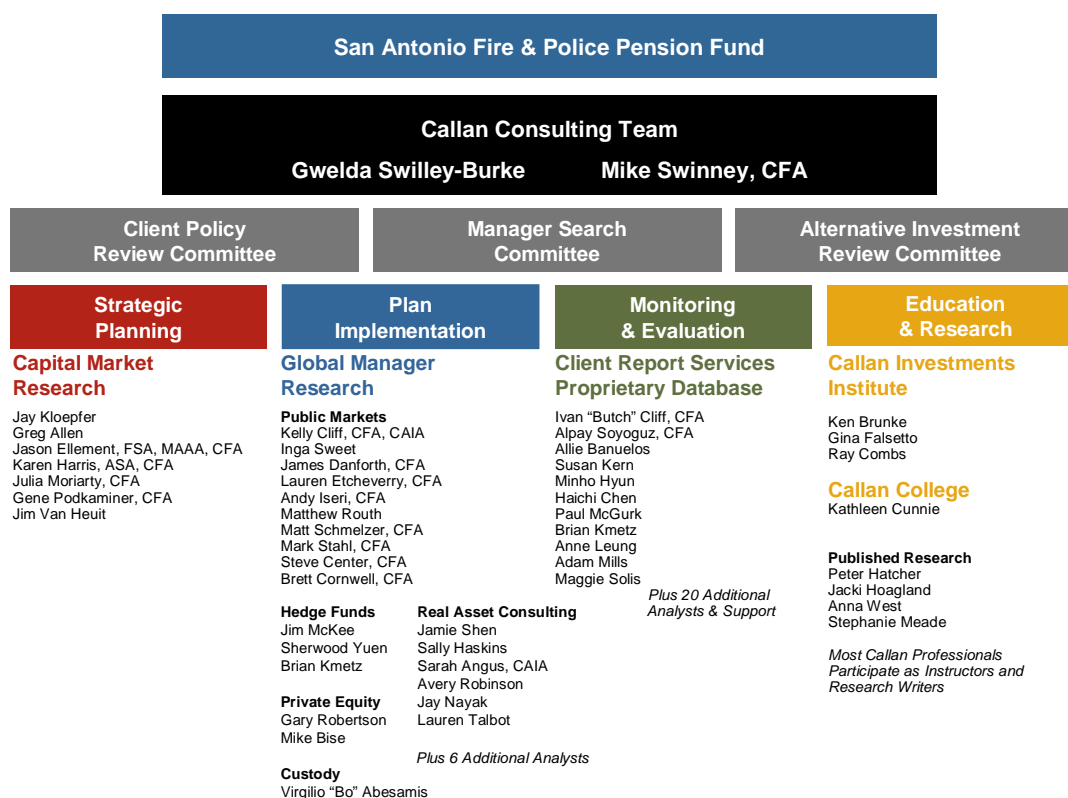 San Antonio Fire & Police Pension Fund
Callan Consulting Team
Gwelda Swilley-Burke
Mike Swinney, CFA
Client Policy
Review Committee
Manager Search
Committee
Alternative Investment
Review Committee
Strategic
Planning
Capital Market
Research
Jay Kloepfer
Greg Allen
Jason Ellement, FSA, MAAA, CFA
Karen Harris, ASA, CFA
Julia Moriarty, CFA
Gene Podkaminer, CFA
Jim Van Heuit
Plan
Implementation
Global Manager
Research
Public Markets
Kelly Cliff, CFA, CAIA
Inga Sweet
James Danforth, CFA
Lauren Etcheverry, CFA
Andy Iseri, CFA
Matthew Routh
Matt Schmelzer, CFA
Mark Stahl, CFA
Steve Center, CFA
Brett Cornwell, CFA
Hedge Funds
Jim McKee
Sherwood Yuen
Brian Kmetz
Private Equity
Gary Robertson
Mike Bise
Custody
Virgilio “Bo” Abesamis
Real Asset Consulting
Jamie Shen
Sally Haskins
Sarah Angus, CAIA
Avery Robinson
Jay Nayak
Lauren Talbot
Plus 6 Additional Analysts
Monitoring
& Evaluation
Client Report Services
Proprietary Database
Ivan “Butch” Cliff, CFA
Alpay Soyoguz, CFA
Allie Banuelos
Susan Kern
Minho Hyun
Haichi Chen
Paul McGurk
Brian Kmetz
Anne Leung
Adam Mills
Maggie Solis
Plus 20 Additional
Analysts & Support
Education
& Research
Callan Investments
Institute
Ken Brunke
Gina Falsetto
Ray Combs
Callan College
Kathleen Cunnie
Published Research
Peter Hatcher
Jacki Hoagland
Anna West
Stephanie Meade
Most Callan Professionals
Participate as Instructors and
Research Writers